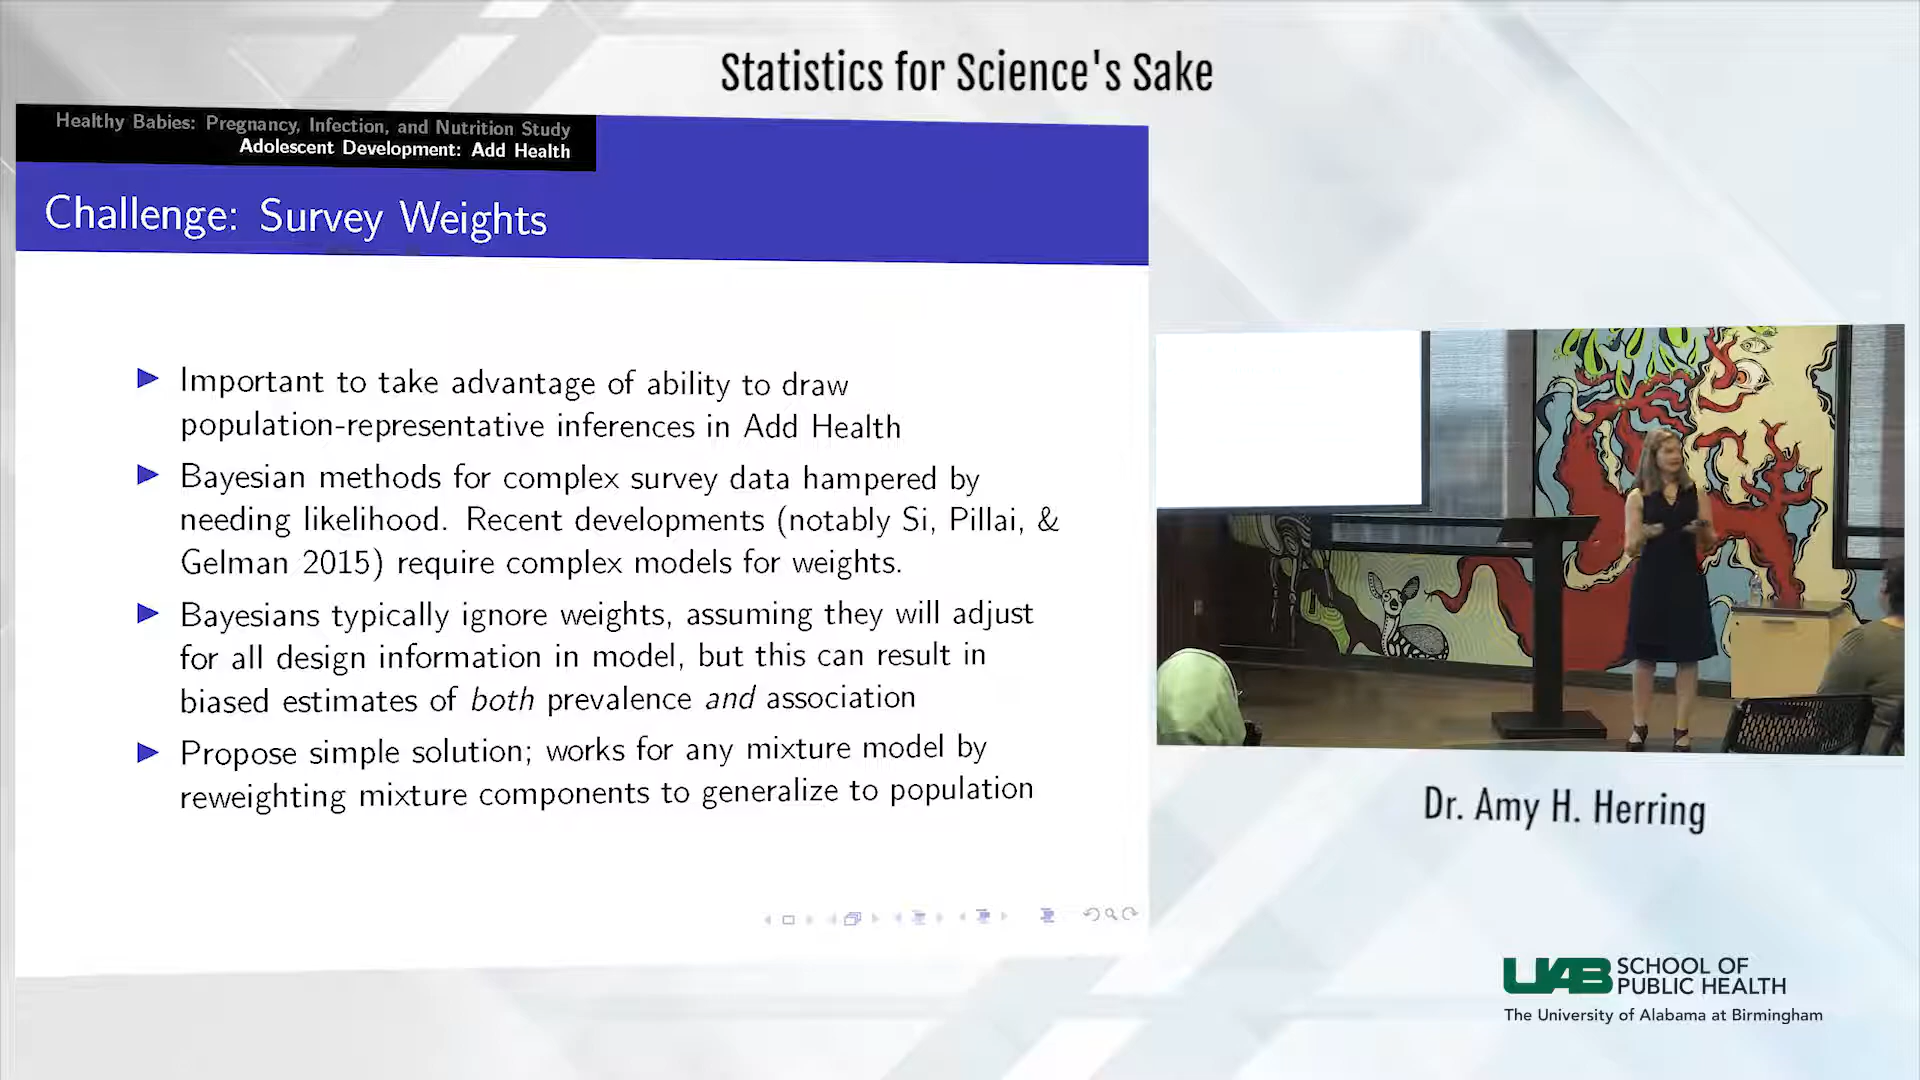 Statistics for Science's Sake
Healthy Babies: Pregnancy, Infection, and Nutrition Study
Adolescent Development: Add Health
Challenge: Survey Weights
Important to take advantage of ability to draw
population-representative inferences in Add Health
Bayesian methods for complex survey data hampered by
needing likelihood. Recent developments (notably Si, Pillai, &
Gelman 2015) require complex models for weights.
Bayesians typically ignore weights, assuming they will adjust
for all design information in model, but this can result in
biased estimates of both prevalence and association
Propose simple solution; works for any mixture model by
reweighting mixture components to generalize to population
Dr. Amy H. Herring
UAB SCHOOL OF
PUBLIC HEALTH
The University of Alabama at Birmingham